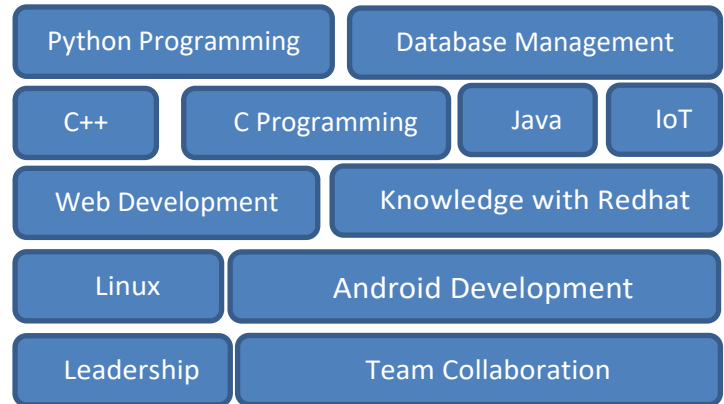 Python Programming Database Management
C++ C Programming Java IoT
Web Development Knowledge with Redhat
Linux Android Development
Leadership Team Collaboration